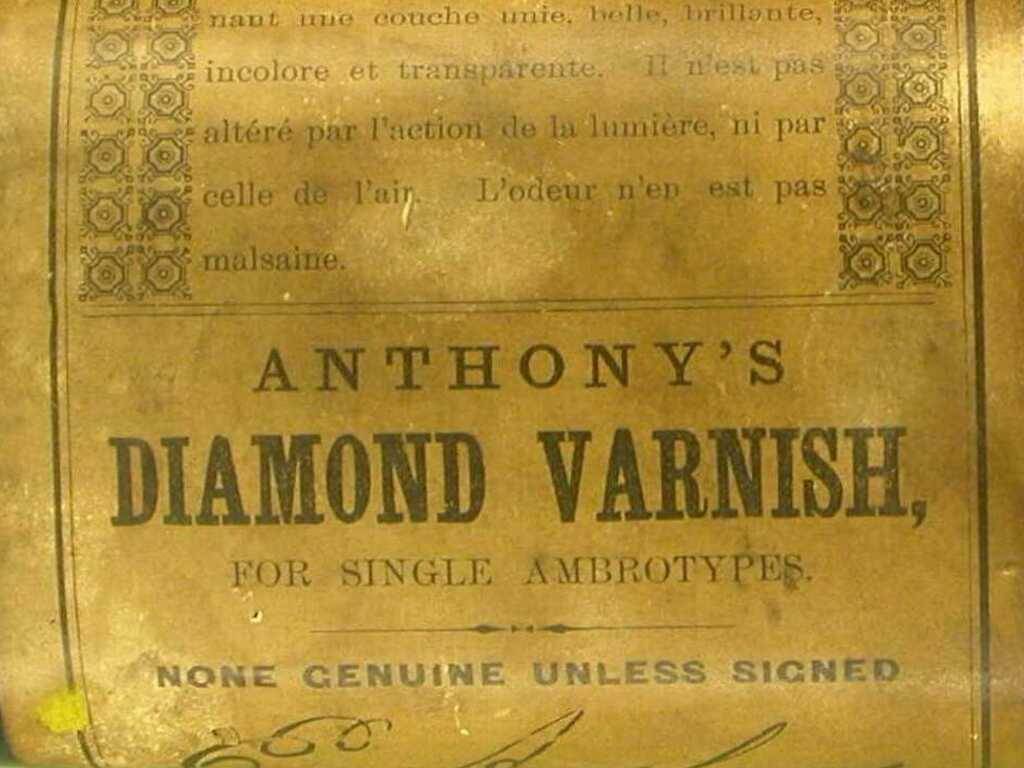 nant une couche unie, belle, brillante,
incolore et transparente. Il n'est pas
altéré par l'action de la lumière, ni par
celle de l'air. L'odeur n'en est pas
malsaine.
ANTHONY'S
DIAMOND VARNISH,
FOR SINGLE AMBROTYPES.
NONE GENUINE UNLESS SIGNED